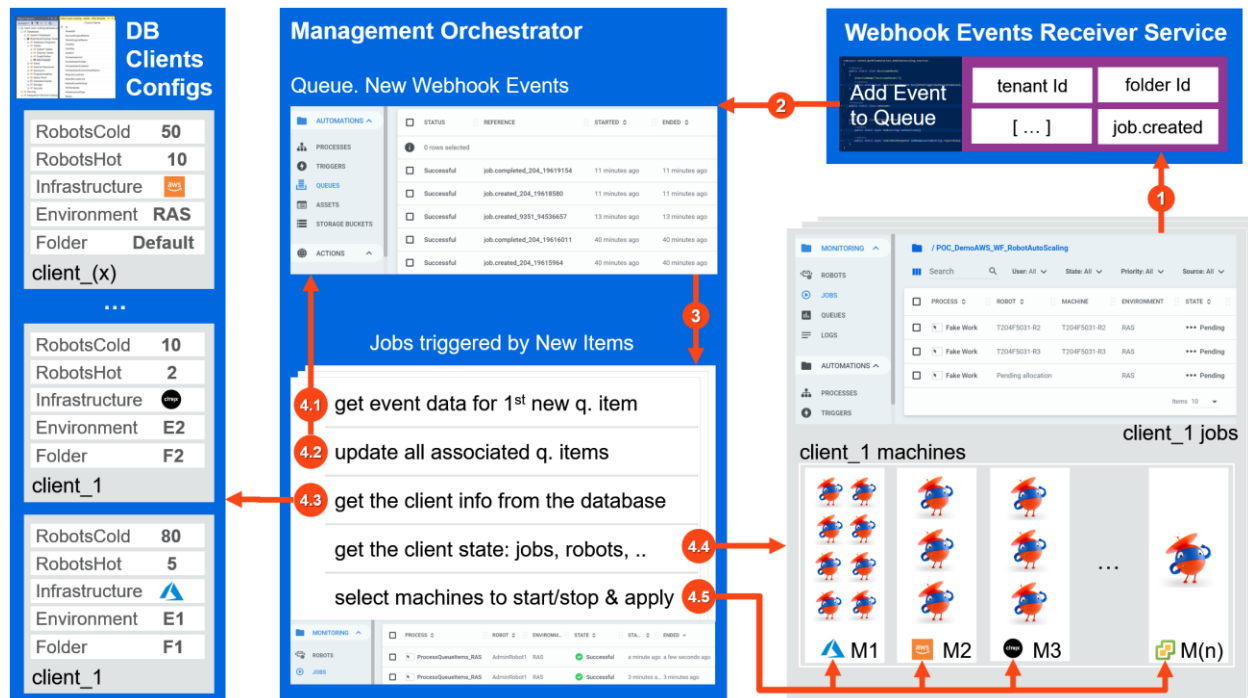 DB
Clients
Configs
RobotsCold 50
RobotsHot 10
Infrastructure aws
Environment RAS
Folder Default
client_(x)
...
RobotsCold 10
RobotsHot 2
Infrastructure citrix
Environment E2
Folder F2
client_1
RobotsCold 80
RobotsHot 5
Infrastructure
Environment E1
Folder F1
client_1
Management Orchestrator
Queue. New Webhook Events
AUTOMATIONS
PROCESSES
TRIGGERS
QUEUES
ASSETS
STORAGE BUCKETS
ACTIONS
STATUS REFERENCE STARTED ENDED
0 rows selected
Successful job.completed_204_19619154 11 minutes ago 11 minutes ago
Successful job.created_204_19618580 11 minutes ago 11 minutes ago
Successful job.created_9351_94536657 13 minutes ago 13 minutes ago
Successful job.completed_204_19616011 40 minutes ago 40 minutes ago
Successful job.created_204_19615964 40 minutes ago 40 minutes ago
3
Jobs triggered by New Items
4.1 get event data for 1st new q. item
4.2 update all associated q. items
4.3 get the client info from the database
get the client state: jobs, robots, .. 4.4
select machines to start/stop & apply 4.5
MONITORING
ROBOTS
JOBS
PROCESS ROBOT ENVIRONM... STATE STA... ENDED
ProcessQueueItems_RAS AdminRobot1 RAS Successful a minute ago a few seconds ago
ProcessQueueItems_RAS AdminRobot1 RAS Successful 3 minutes a... 3 minutes ago
Webhook Events Receiver Service
2
Add Event
to Queue
tenant Id folder Id
[ ... ] job.created
1
MONITORING
ROBOTS
JOBS
QUEUES
LOGS
AUTOMATIONS
PROCESSES
TRIGGERS
/ POC_DemoAWS_WF_RobotAutoScaling
Search User: All State: All Priority: All Source: All
PROCESS ROBOT MACHINE ENVIRONMENT STATE
Fake Work T204F5031-R2 T204F5031-R2 RAS Pending
Fake Work T204F5031-R3 T204F5031-R3 RAS Pending
Fake Work Pending allocation RAS Pending
Items 10
client_1 jobs
client_1 machines
...
M1 aws M2 citrix M3 M(n)